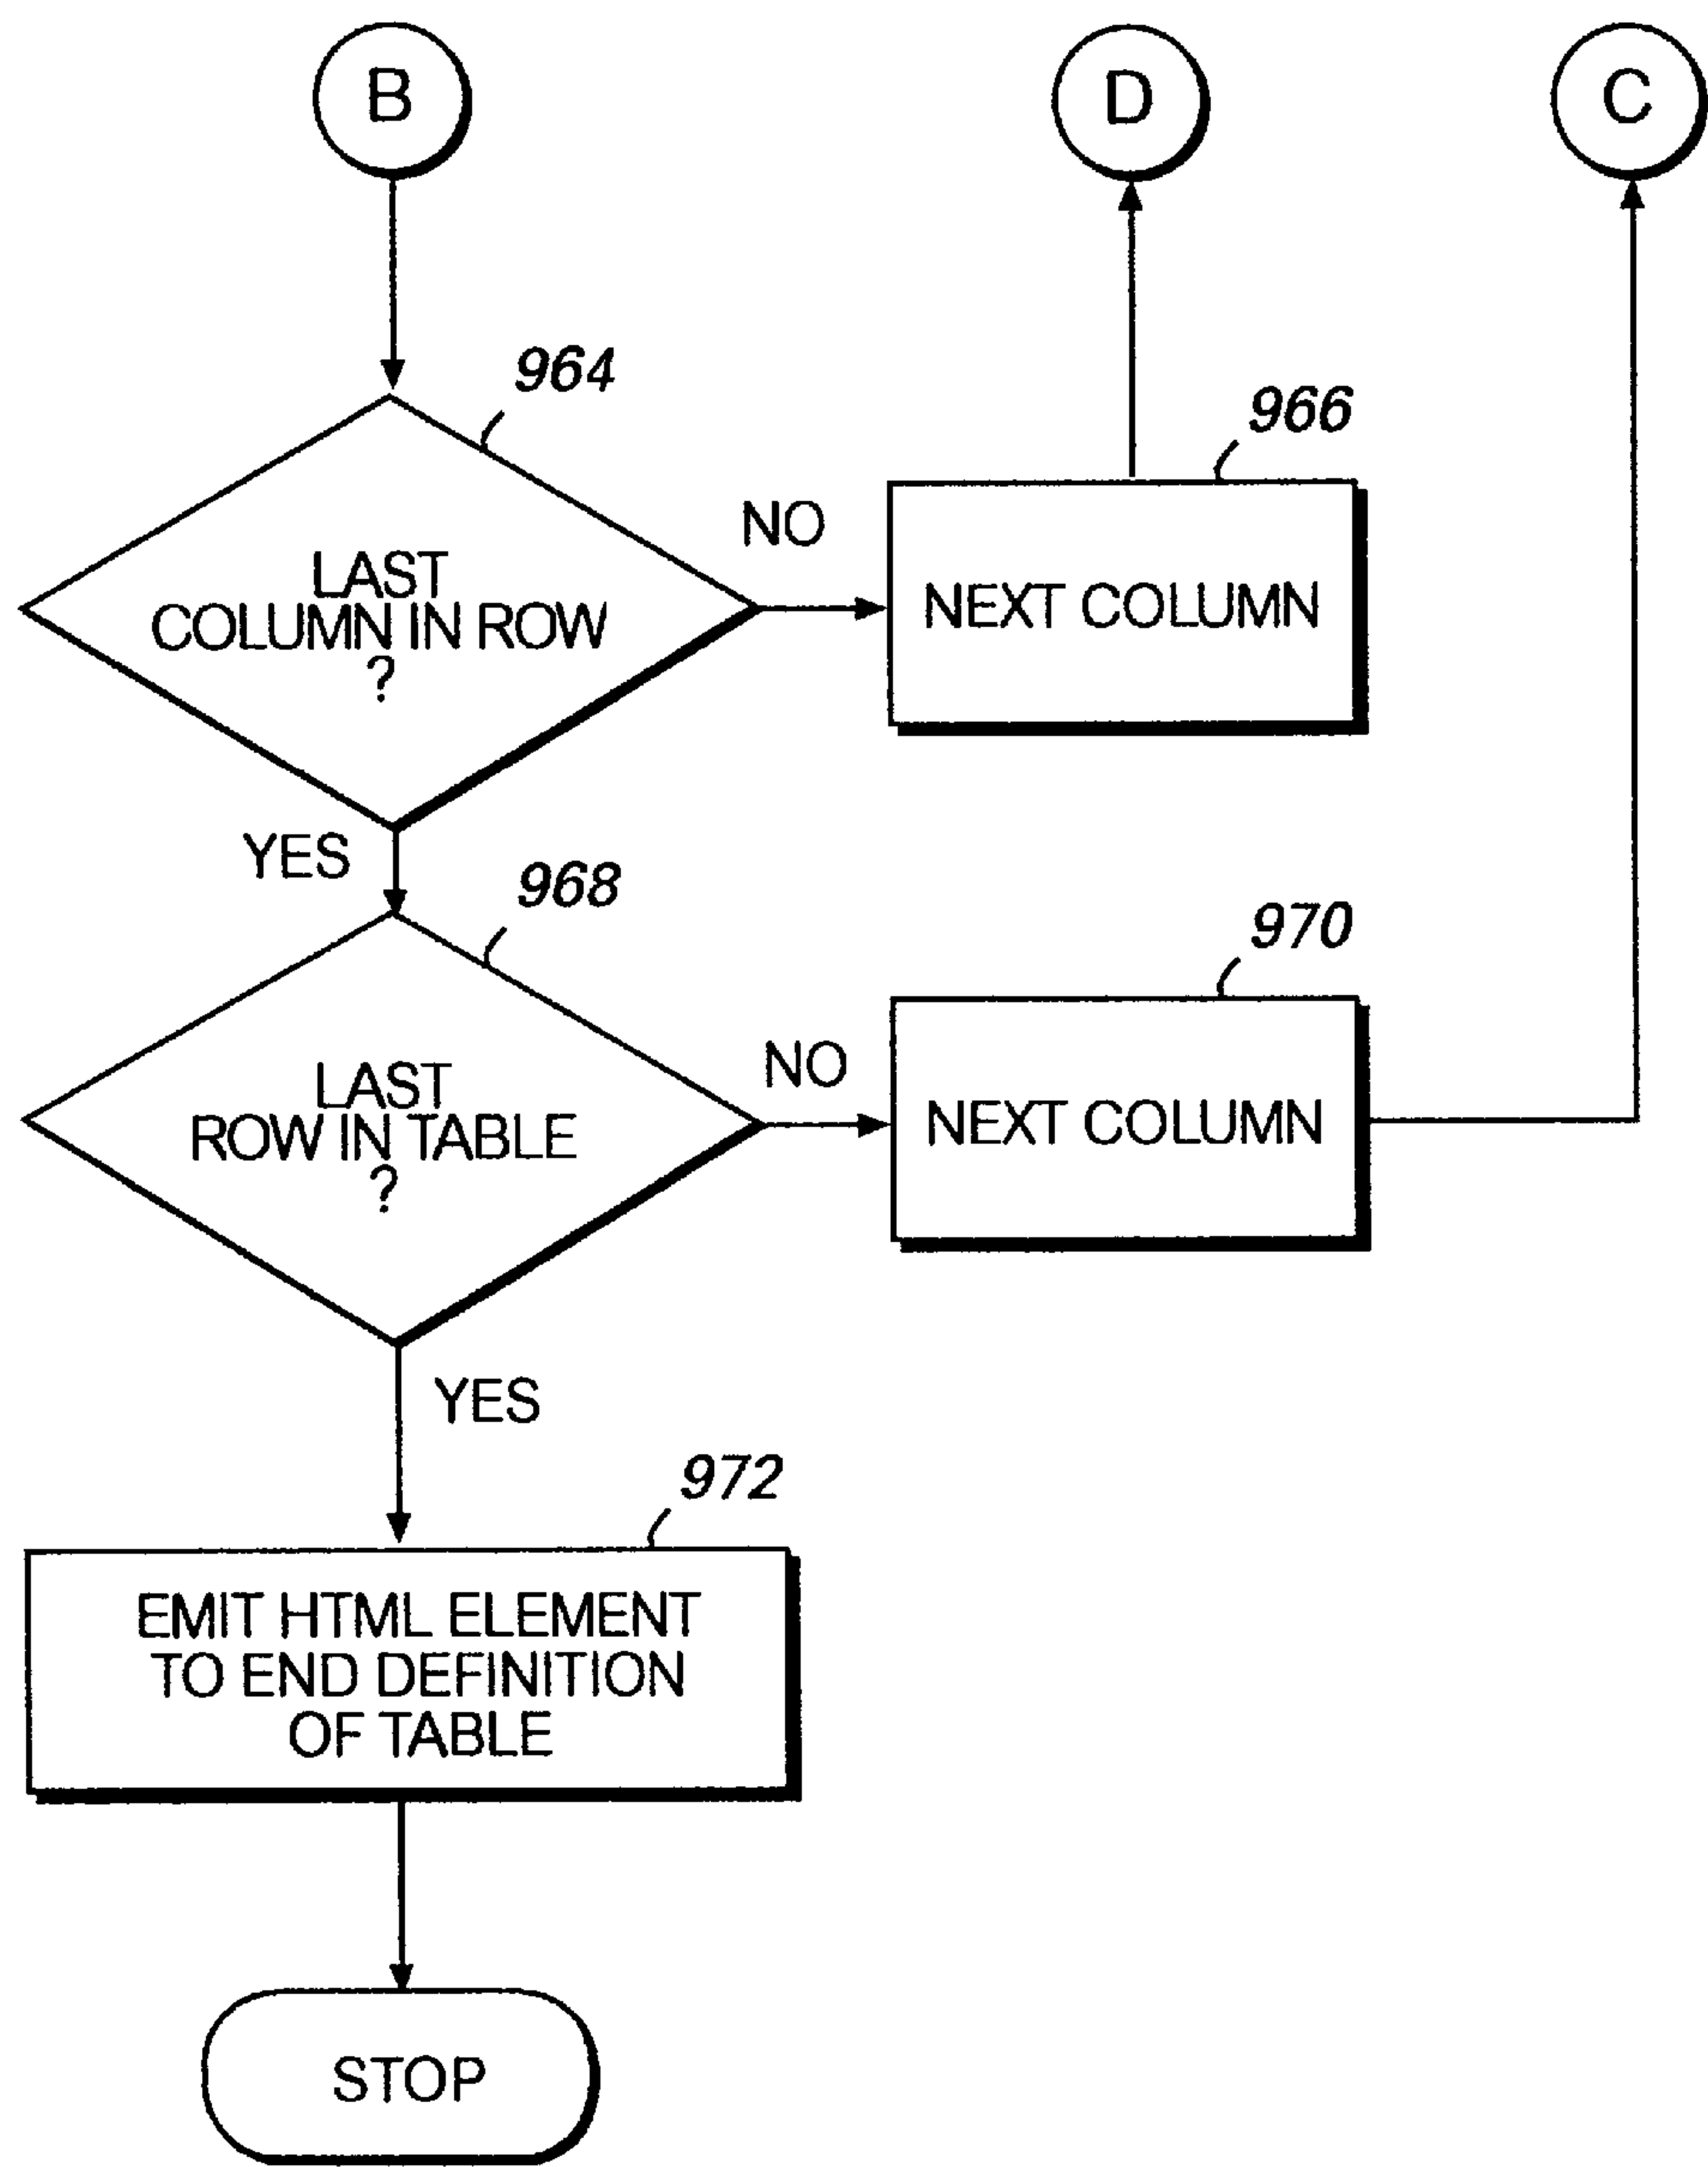 B
D
C
964
966
LAST
COLUMN IN ROW
?
NO
NEXT COLUMN
YES
968
970
LAST
ROW IN TABLE
?
NO
NEXT COLUMN
YES
972
EMIT HTML ELEMENT
TO END DEFINITION
OF TABLE
STOP